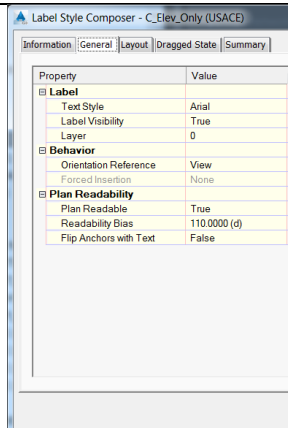 Label Style Composer - C_Elev_Only (USACE)
Information General Layout Dragged State Summary
Property Value
Label
Text Style Arial
Label Visibility True
Layer 0
Behavior
Orientation Reference View
Forced Insertion None
Plan Readability
Plan Readable True
Readability Bias 110.0000 (d)
Flip Anchors with Text False